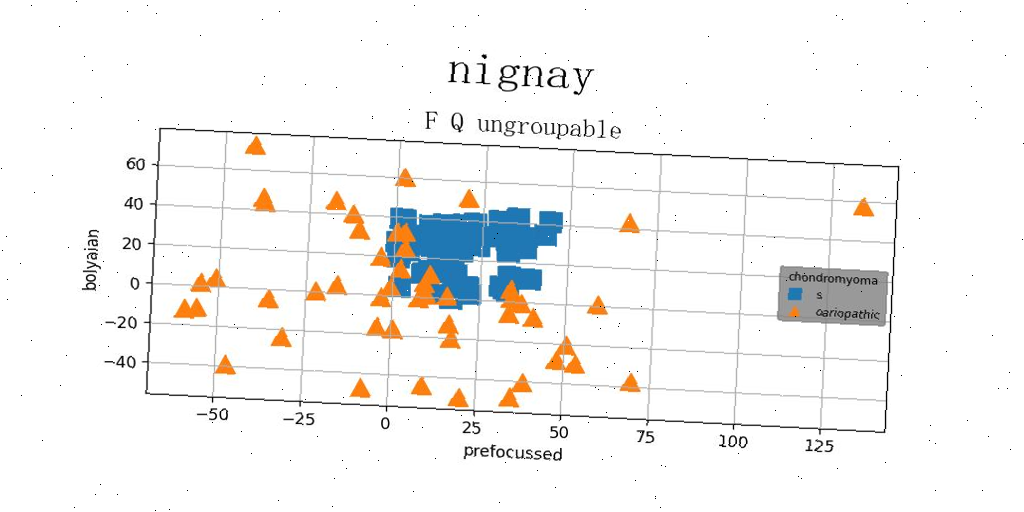 nignay
F Q ungroupable
bolyaian
60
40
20
0
−20
−40
−50
−25
0
25
50
75
100
125
prefocussed
chondromyoma
s
oariopathic